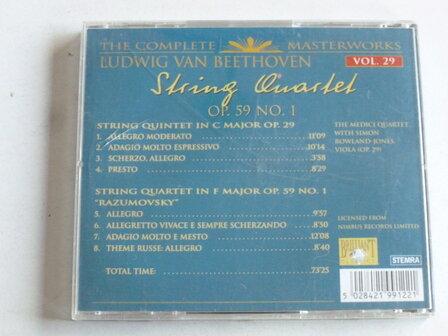 THE COMPLETE MASTERWORKS
LUDWIG VAN BEETHOVEN VOL. 29
String Quartet
OP. 59 NO. 1
STRING QUINTET IN C MAJOR OP. 29
1. ALLEGRO MODERATO 11'09
2. ADAGIO MOLTO ESPRESSIVO 10'14
3. SCHERZO, ALLEGRO 3'58
4. PRESTO 8'29
THE MEDICI QUARTET
WITH SIMON
ROWLAND-JONES,
VIOLA (OP. 29)
STRING QUARTET IN F MAJOR OP. 59 NO. 1
"RAZUMOVSKY"
5. ALLEGRO 9'57
6. ALLEGRETTO VIVACE E SEMPRE SCHERZANDO 8'50
7. ADAGIO MOLTO E MESTO 12'08
8. THEME RUSSE: ALLEGRO 8'40
TOTAL TIME: 73'25
LICENSED FROM
NIMBUS RECORDS LIMITED
BRILLIANT
CLASSICS
STEMRA
5 028421 991221